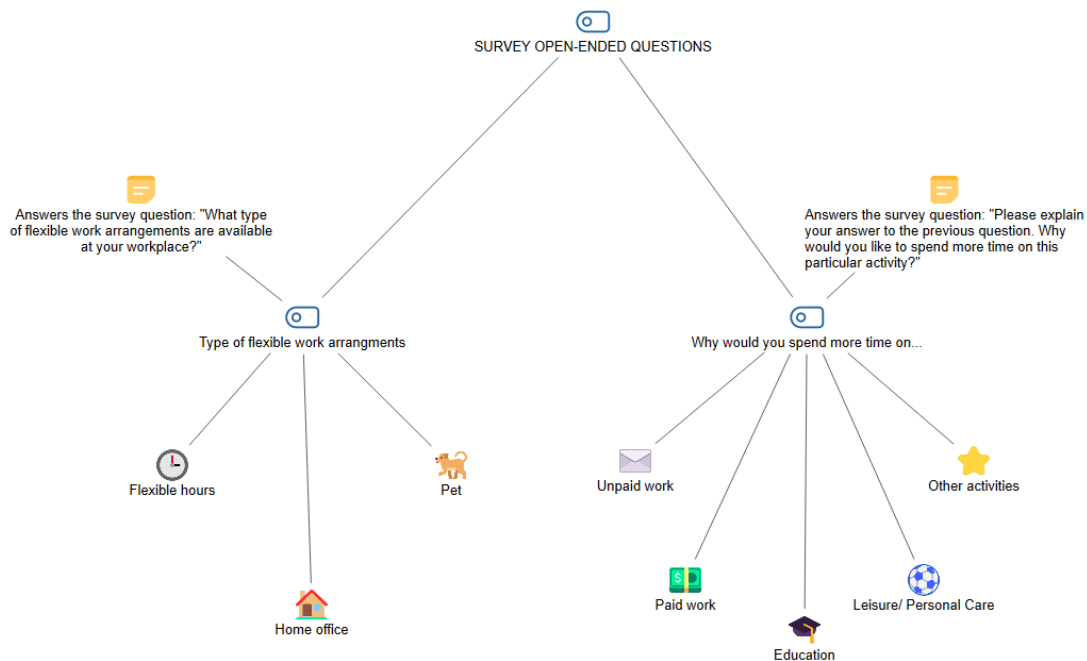 SURVEY OPEN-ENDED QUESTIONS
Answers the survey question: "What type
of flexible work arrangements are available
at your workplace?"
Answers the survey question: "Please explain
your answer to the previous question. Why
would you like to spend more time on this
particular activity?"
Type of flexible work arrangments
Why would you spend more time on...
Flexible hours
Pet
Unpaid work
Other activities
Home office
Paid work
Leisure/ Personal Care
Education